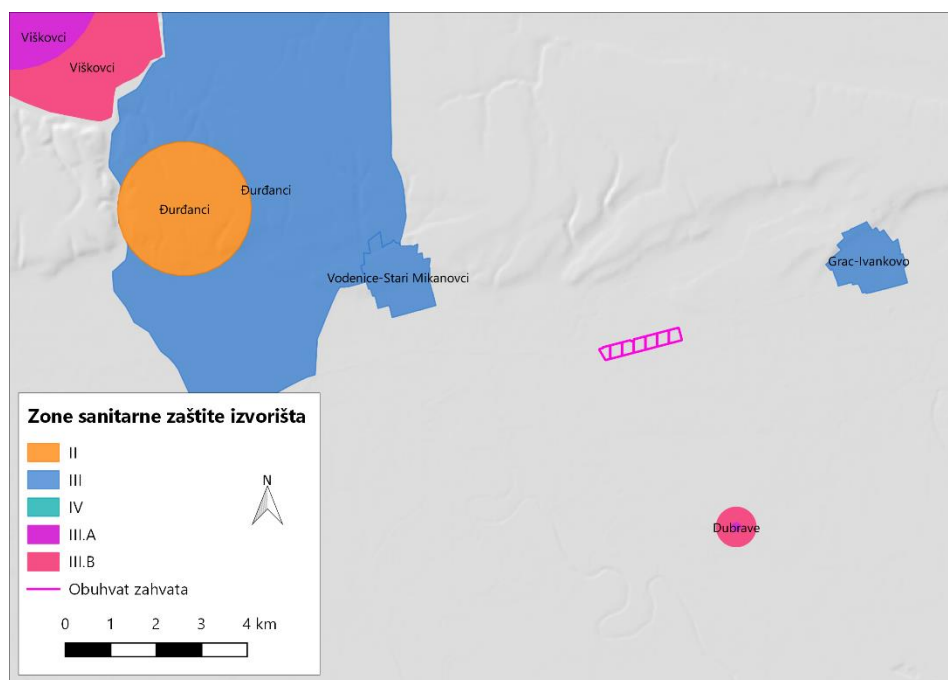 Viškovci
Viškovci
Đurđanci
Đurđanci
Vodenice-Stari Mikanovci
Grac-Ivankovo
Dubrave
Zone sanitarne zaštite izvorišta
II
III
IV
III.A
III.B
Obuhvat zahvata
N
0 1 2 3 4 km